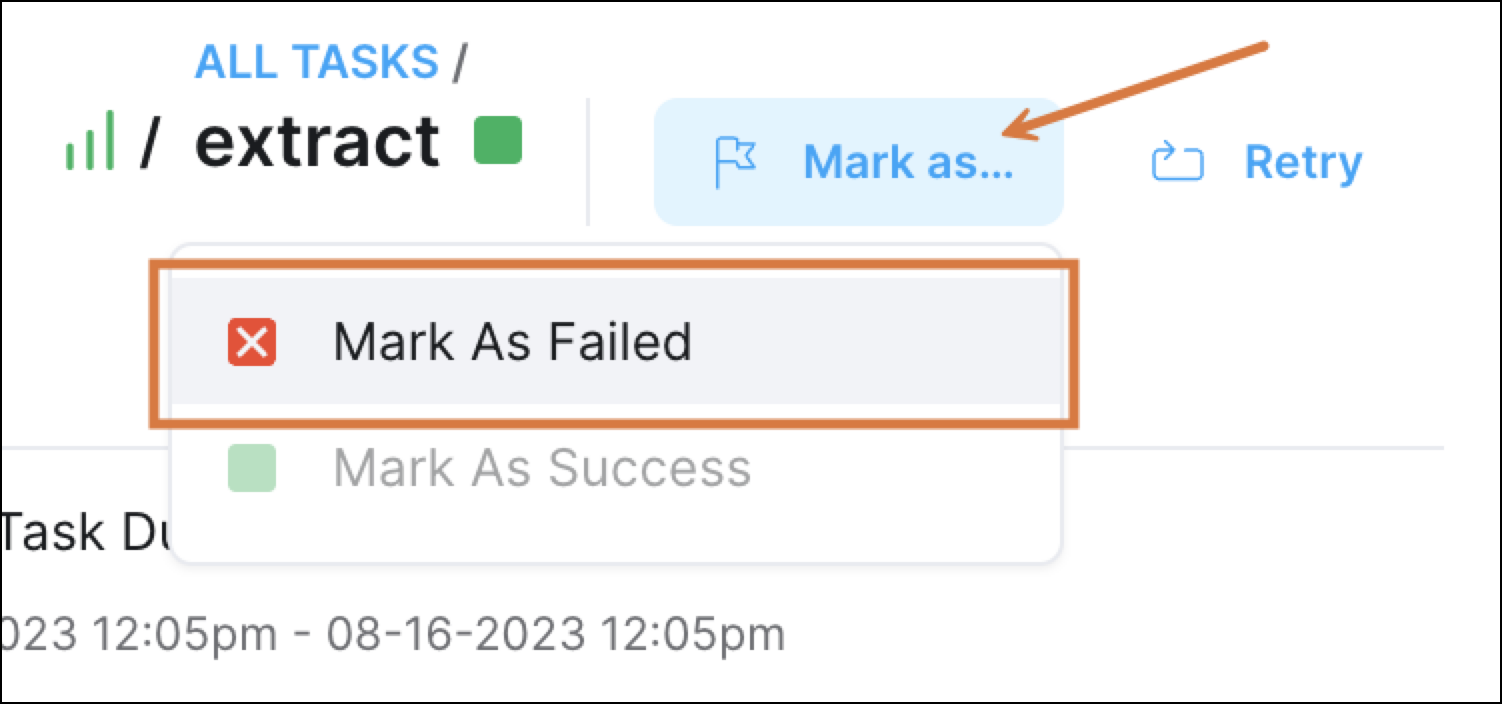 ALL TASKS /
/ extract
Mark as...
Retry
Mark As Failed
Mark As Success
Task Du
023 12:05pm - 08-16-2023 12:05pm